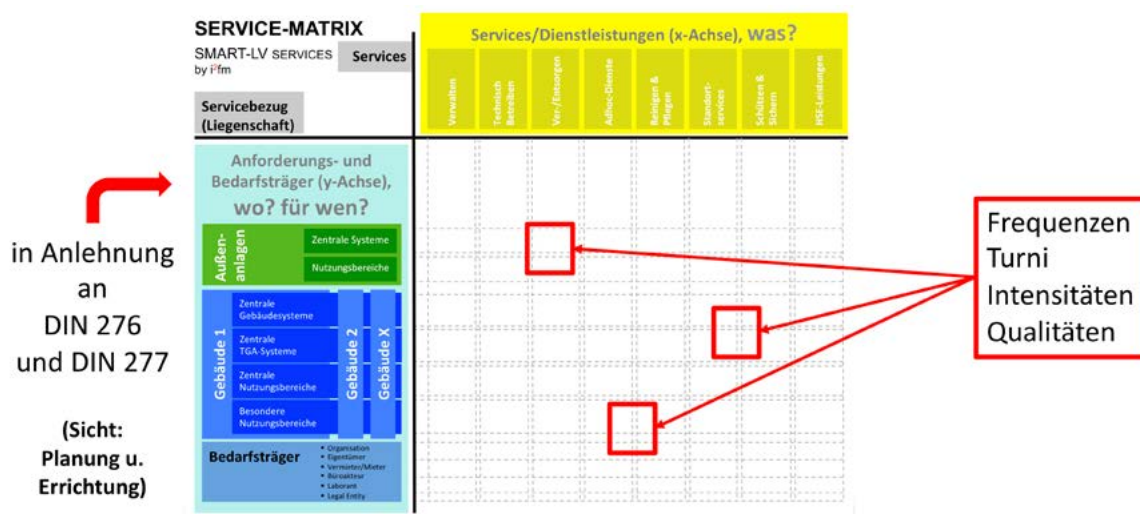 SERVICE-MATRIX
SMART-LV SERVICES
by i²fm
Services
Servicebezug
(Liegenschaft)
Services/Dienstleistungen (x-Achse), was?
Verwalten
Technisch
Betreiben
Ver-/Entsorgen
Adhoc-Dienste
Reinigen &
Pflegen
Standort-
services
Schützen &
Sichern
HSE-Leistungen
Anforderungs- und
Bedarfsträger (y-Achse),
wo? für wen?
Außen-
anlagen
Zentrale Systeme
Nutzungsbereiche
Gebäude 1
Zentrale
Gebäudesysteme
Zentrale
TGA-Systeme
Zentrale
Nutzungsbereiche
Besondere
Nutzungsbereiche
Gebäude 2
Gebäude X
Bedarfsträger
• Organisation
• Eigentümer
• Vermieter/Mieter
• Büroakteur
• Laborant
• Legal Entity
in Anlehnung
an
DIN 276
und DIN 277
(Sicht:
Planung u.
Errichtung)
Frequenzen
Turni
Intensitäten
Qualitäten